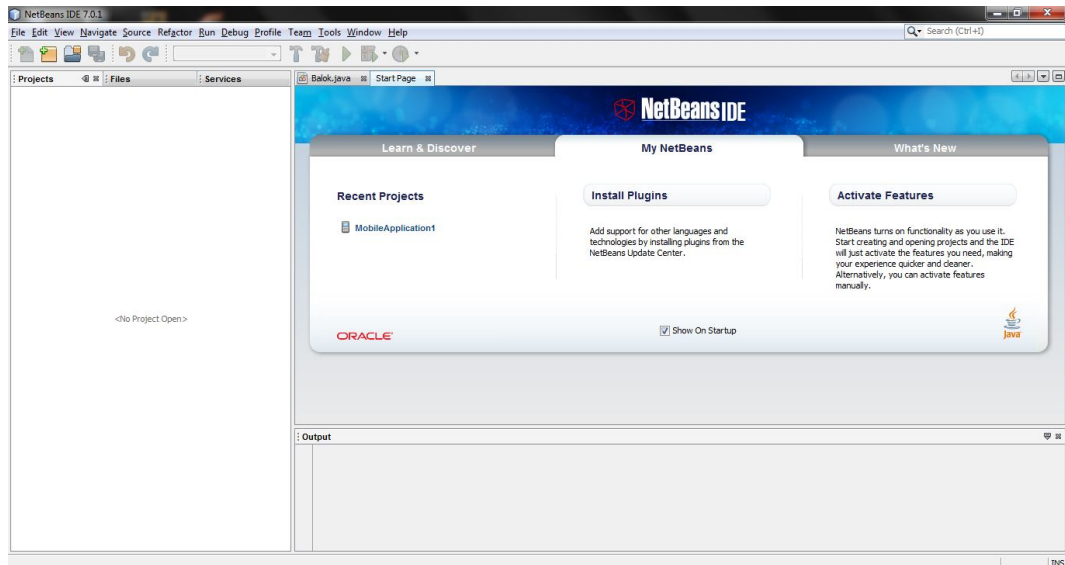 NetBeans IDE 7.0.1
File Edit View Navigate Source Refactor Run Debug Profile Team Tools Window Help
Search (Ctrl+I)
Projects Files Services
Balok.java Start Page
NetBeans IDE
Learn & Discover My NetBeans What's New
Recent Projects
MobileApplication1
Install Plugins
Add support for other languages and
technologies by installing plugins from the
NetBeans Update Center.
Activate Features
NetBeans turns on functionality as you use it.
Start creating and opening projects and the IDE
will just activate the features you need, making
your experience quicker and cleaner.
Alternatively, you can activate features
manually.
<No Project Open>
ORACLE
Show On Startup
Java
Output
INS